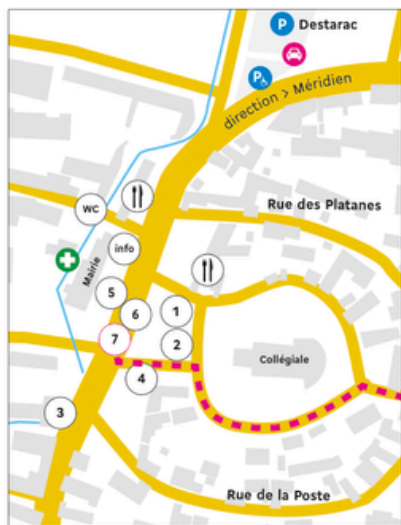 P Destarac
P
direction > Méridien
Rue des Platanes
WC
info
Mairie
5
6
1
7
2
4
Collégiale
3
Rue de la Poste